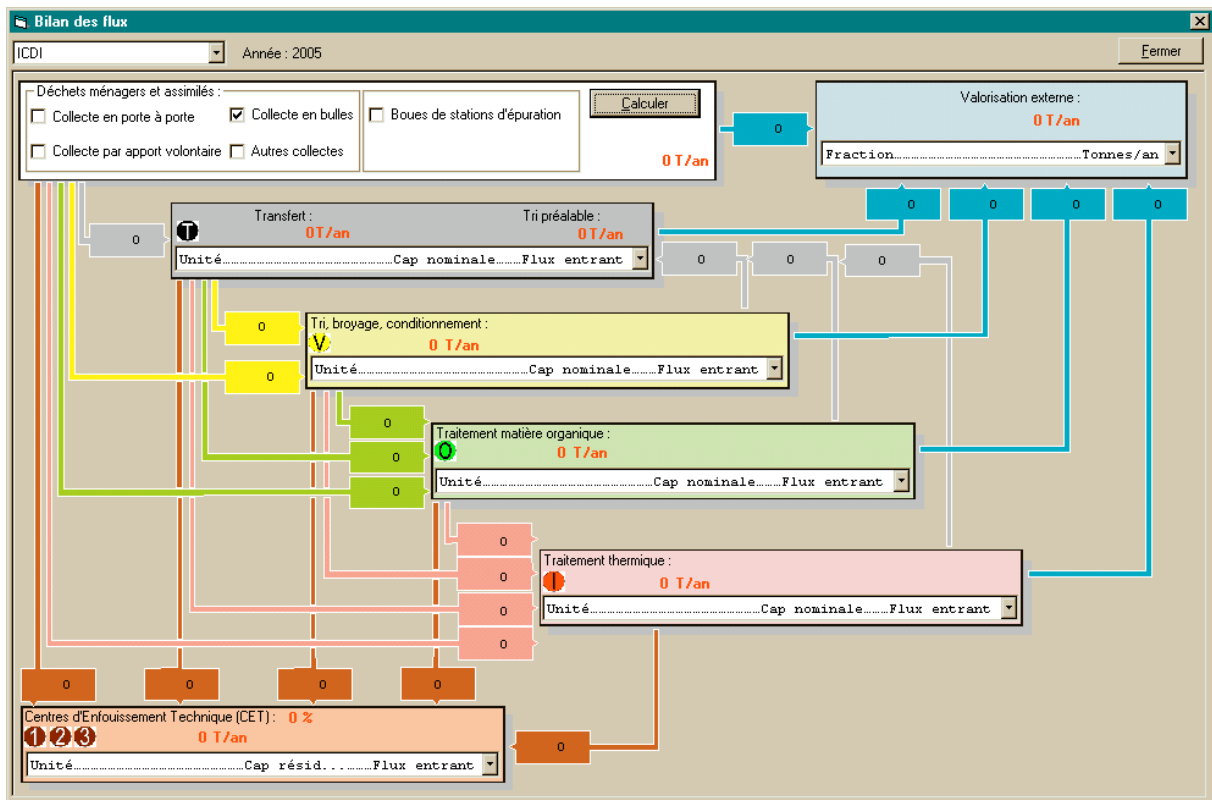 Bilan des flux
ICDI
Année : 2005
Fermer
Déchets ménagers et assimilés :
Collecte en porte à porte
Collecte en bulles
Boues de stations d'épuration
Calculer
Collecte par apport volontaire
Autres collectes
0 T/an
0
Valorisation externe :
0 T/an
Fraction.......................................................Tonnes/an
0
0
0
0
0
T
Transfert :
0T/an
Tri préalable :
0T/an
Unité..................................................Cap nominale.......Flux entrant
0
0
0
0
Tri, broyage, conditionnement :
V
0 T/an
Unité..................................................Cap nominale.......Flux entrant
0
0
Traitement matière organique :
O
0 T/an
Unité..................................................Cap nominale.......Flux entrant
0
0
0
Traitement thermique :
I
0 T/an
Unité..................................................Cap nominale.......Flux entrant
0
0
0
0
0
0
0
Centres d'Enfouissement Technique (CET) : 0 %
1 2 3
0 T/an
Unité..................................................Cap résid..........Flux entrant
0